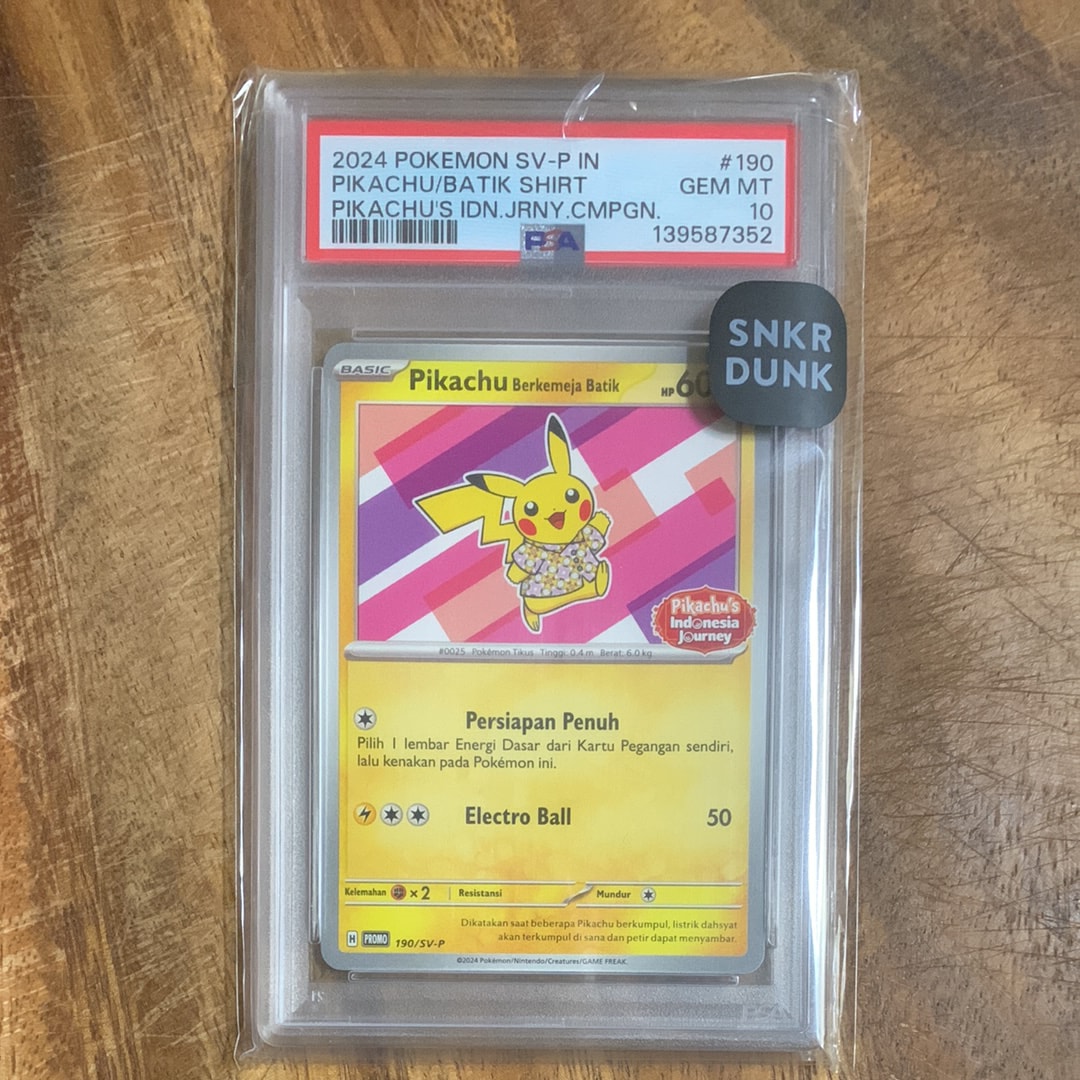 2024 POKEMON SV-P IN #190
PIKACHU/BATIK SHIRT GEM MT
PIKACHU'S IDN.JRNY.CMPGN. 10
PSA 139587352
SNKR
DUNK
BASIC Pikachu Berkemeja Batik HP 60
Pikachu's
Indonesia
Journey
#0025 Pokémon Tikus Tinggi: 0.4 m Berat: 6.0 kg
Persiapan Penuh
Pilih 1 lembar Energi Dasar dari Kartu Pegangan sendiri,
lalu kenakan pada Pokémon ini.
Electro Ball 50
Kelemahan ×2 Resistansi Mundur
Dikatakan saat beberapa Pikachu berkumpul, listrik dahsyat
akan terkumpul di sana dan petir dapat menyambar.
H PROMO 190/SV-P
©2024 Pokémon/Nintendo/Creatures/GAME FREAK.